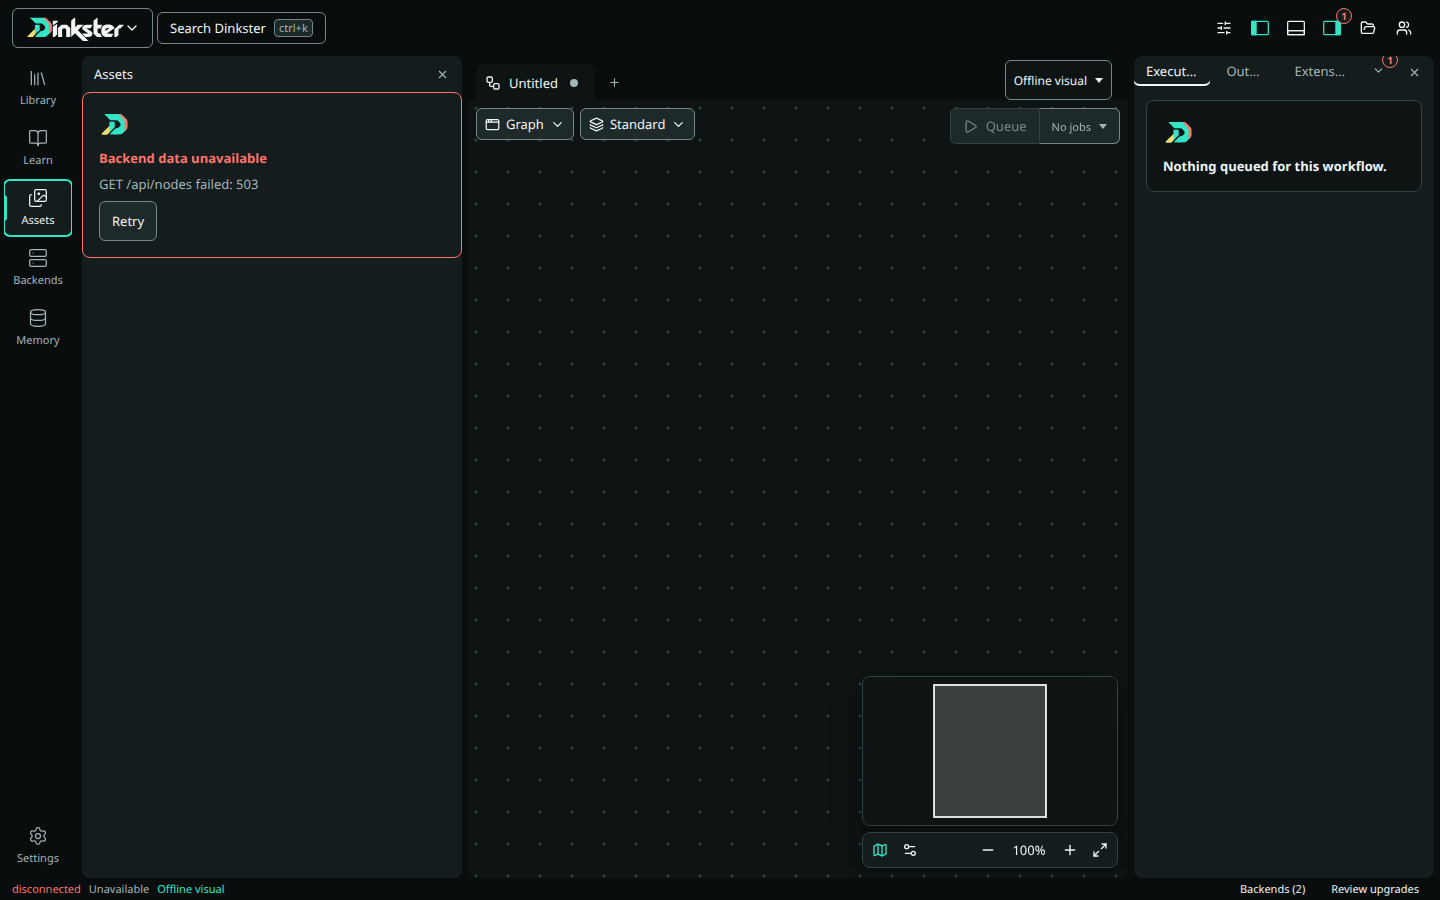 Dinkster
Search Dinkster ctrl+k
1
Library
Learn
Assets
Backends
Memory
Settings
Assets
Backend data unavailable
GET /api/nodes failed: 503
Retry
Untitled
Offline visual
Graph
Standard
Queue
No jobs
100%
Execut...
Out...
Extens...
1
Nothing queued for this workflow.
disconnected Unavailable Offline visual
Backends (2) Review upgrades